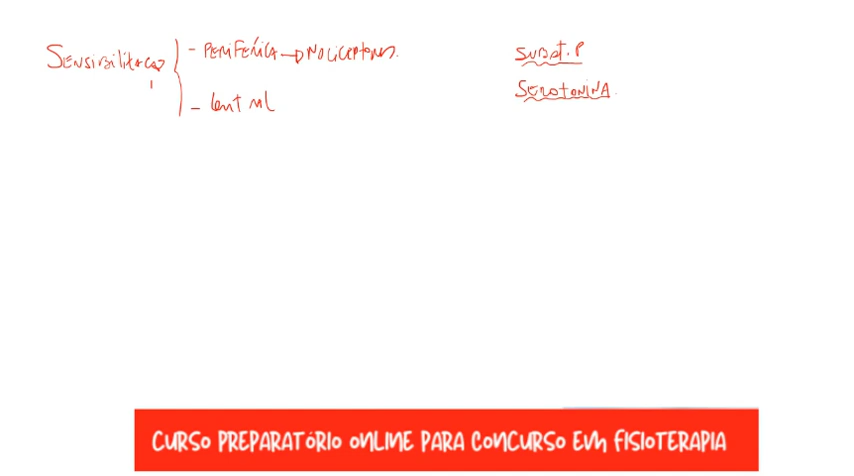 Sensibilização
- PERIFÉRICA → NOCICEPTORES.
- Central
SUBST. P
SEROTONINA.
CURSO PREPARATÓRIO ONLINE PARA CONCURSO EM FISIOTERAPIA